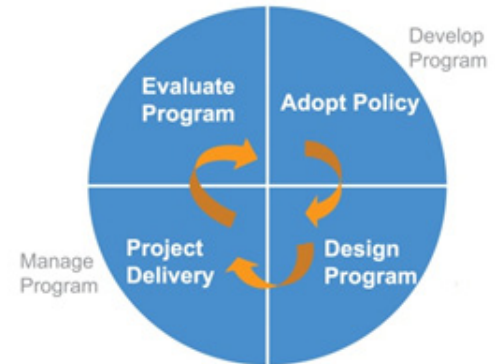 Develop
Program
Evaluate
Program
Adopt Policy
Manage
Program
Project
Delivery
Design
Program